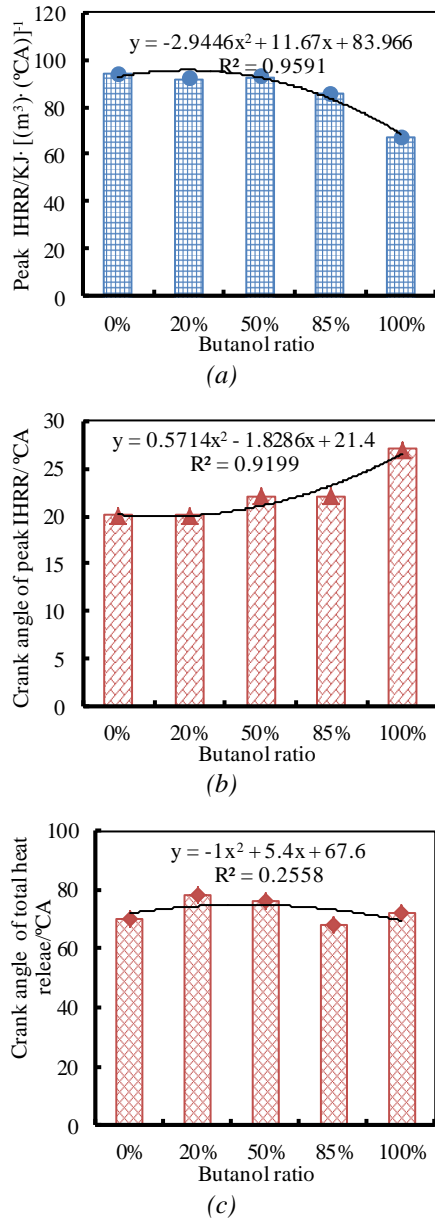 120
100
80
60
40
20
0
Peak IHRR/KJ· [(m³)· (ºCA)]⁻¹
y = -2.9446x² + 11.67x + 83.966
R² = 0.9591
0% 20% 50% 85% 100%
Butanol ratio
(a)
30
25
20
15
10
5
0
Crank angle of peak IHRR/ºCA
y = 0.5714x² - 1.8286x + 21.4
R² = 0.9199
0% 20% 50% 85% 100%
Butanol ratio
(b)
100
80
60
40
20
0
Crank angle of total heat
releae/ºCA
y = -1x² + 5.4x + 67.6
R² = 0.2558
0% 20% 50% 85% 100%
Butanol ratio
(c)